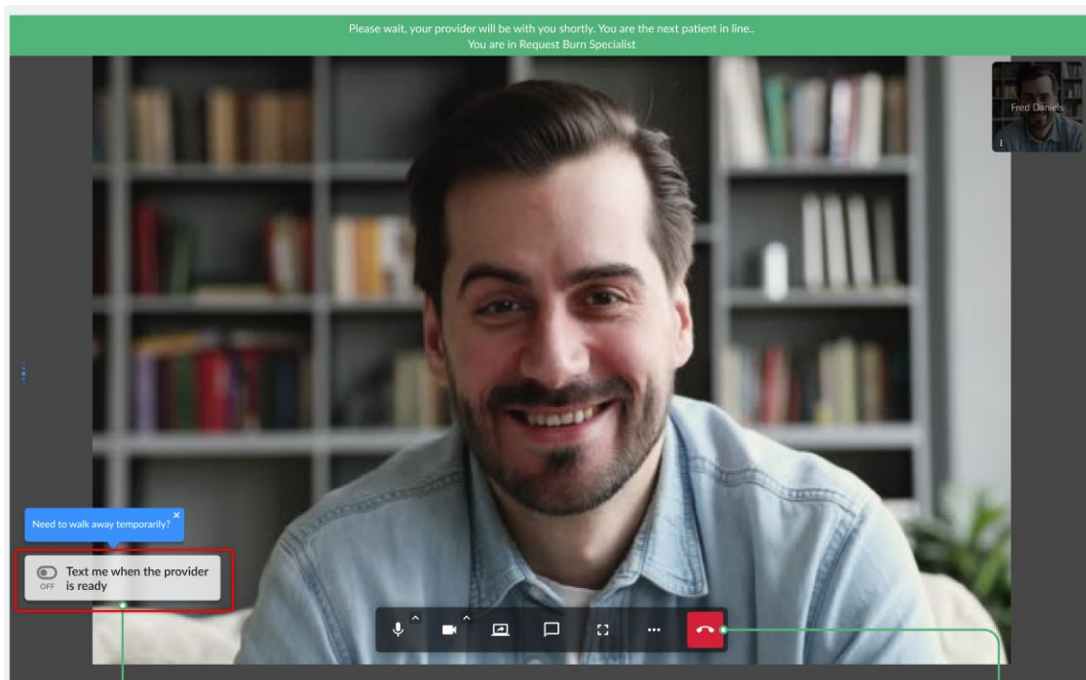 Please wait, your provider will be with you shortly. You are the next patient in line..
You are in Request Burn Specialist
Fred Daniels
Need to walk away temporarily?
Text me when the provider
is ready
OFF